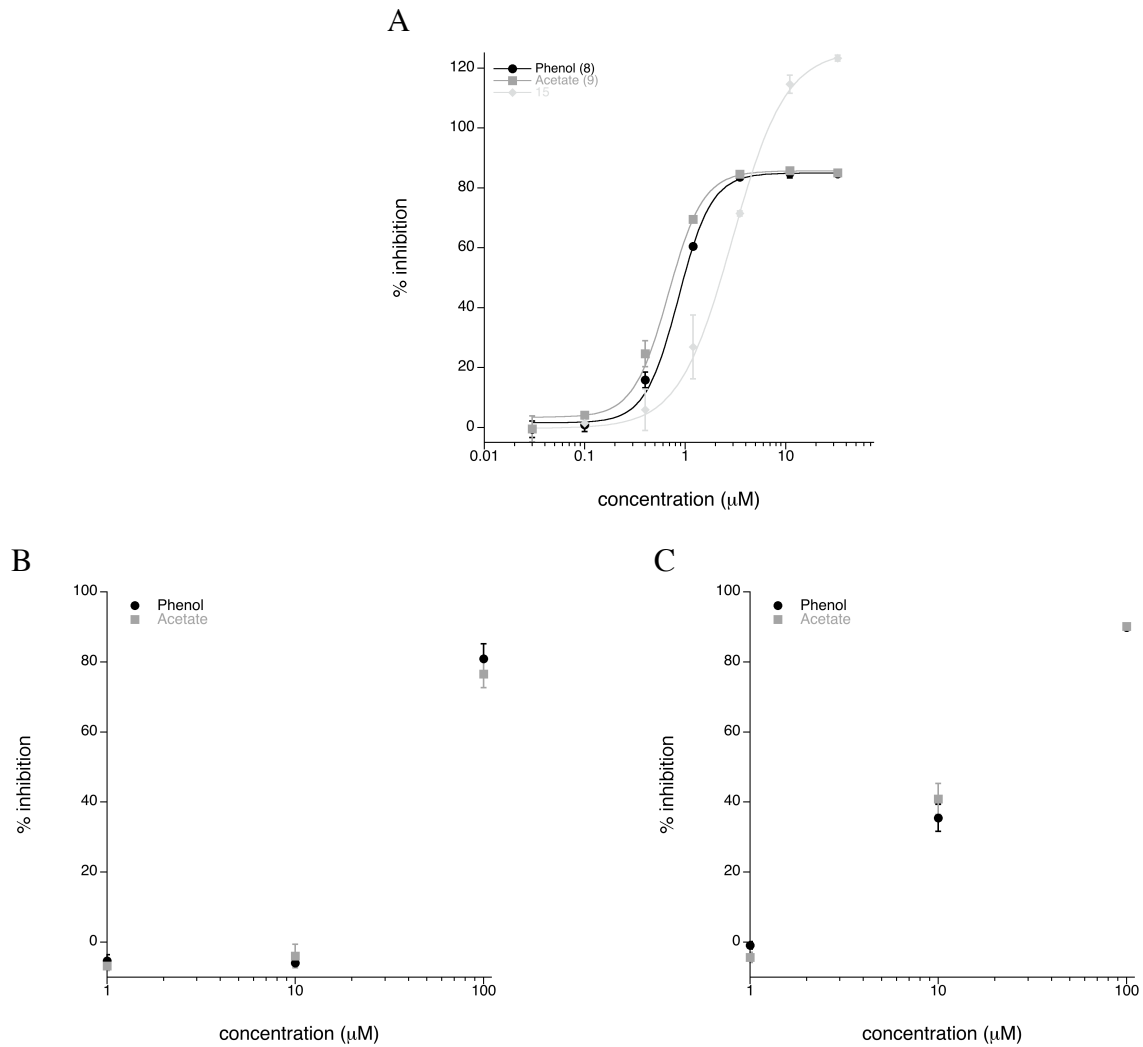 A
Phenol (8)
Acetate (9)
15
120
100
80
60
40
20
0
% inhibition
0.01 0.1 1 10
concentration (μM)
B
Phenol
Acetate
100
80
60
40
20
0
% inhibition
1 10 100
concentration (μM)
C
Phenol
Acetate
100
80
60
40
20
0
% inhibition
1 10 100
concentration (μM)